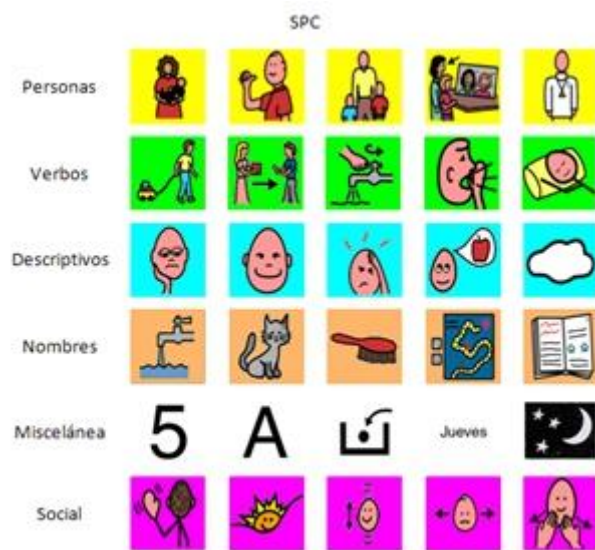 SPC
Personas
Verbos
Descriptivos
Nombres
Miscelánea
5
A
Jueves
Social